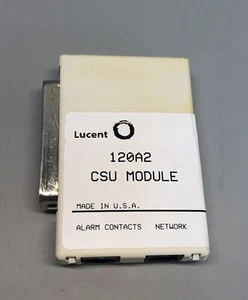 Lucent
120A2
CSU MODULE
MADE IN U.S.A.
ALARM CONTACTS NETWORK